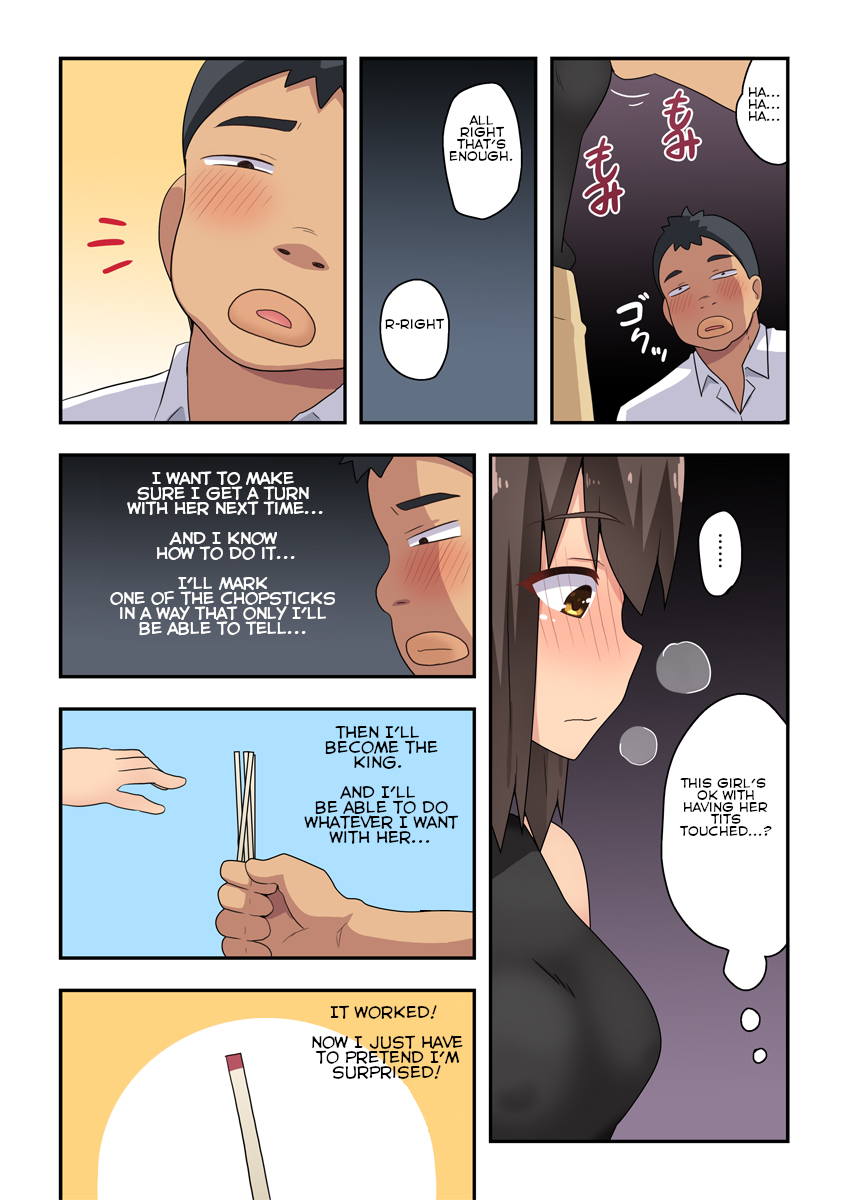 HA...
HA...
HA...
もみ
もみ
ゴクッ
ALL
RIGHT
THAT'S
ENOUGH.
R-RIGHT
......
THIS GIRL'S
OK WITH
HAVING HER
TITS
TOUCHED...?
I WANT TO MAKE
SURE I GET A TURN
WITH HER NEXT TIME...
AND I KNOW
HOW TO DO IT...
I'LL MARK
ONE OF THE CHOPSTICKS
IN A WAY THAT ONLY I'LL
BE ABLE TO TELL...
THEN I'LL
BECOME THE
KING.
AND I'LL
BE ABLE TO DO
WHATEVER I WANT
WITH HER...
IT WORKED!
NOW I JUST HAVE
TO PRETEND I'M
SURPRISED!